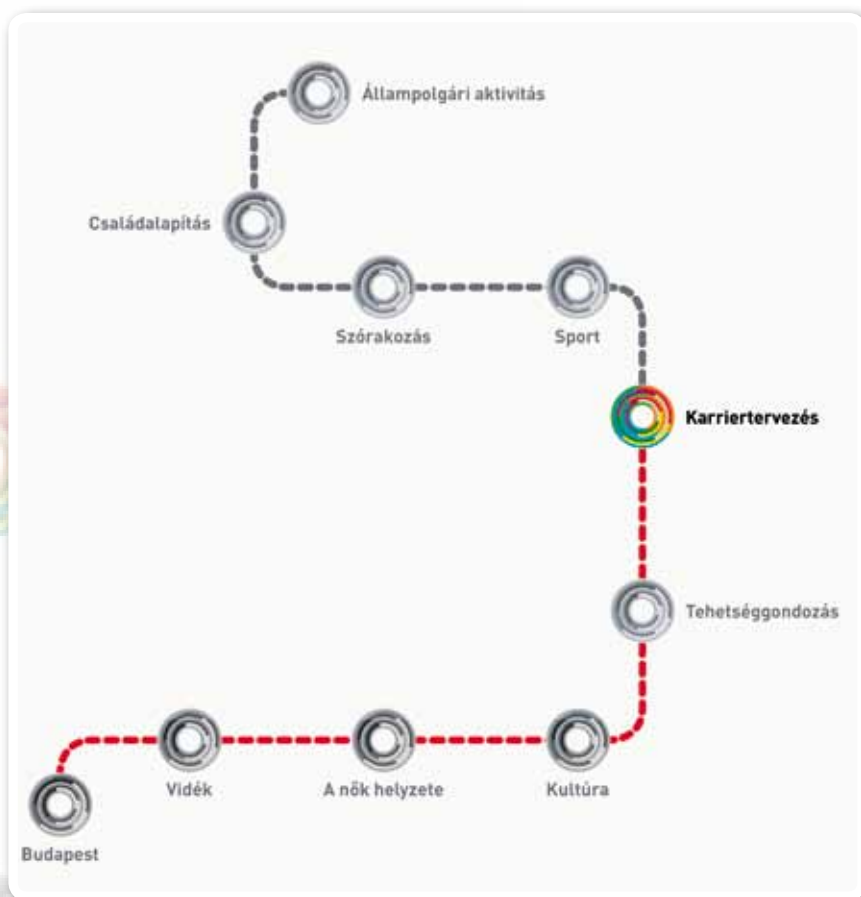 Állampolgári aktivitás
Családalapítás
Szórakozás
Sport
Karriertervezés
Tehetséggondozás
Vidék
A nők helyzete
Kultúra
Budapest